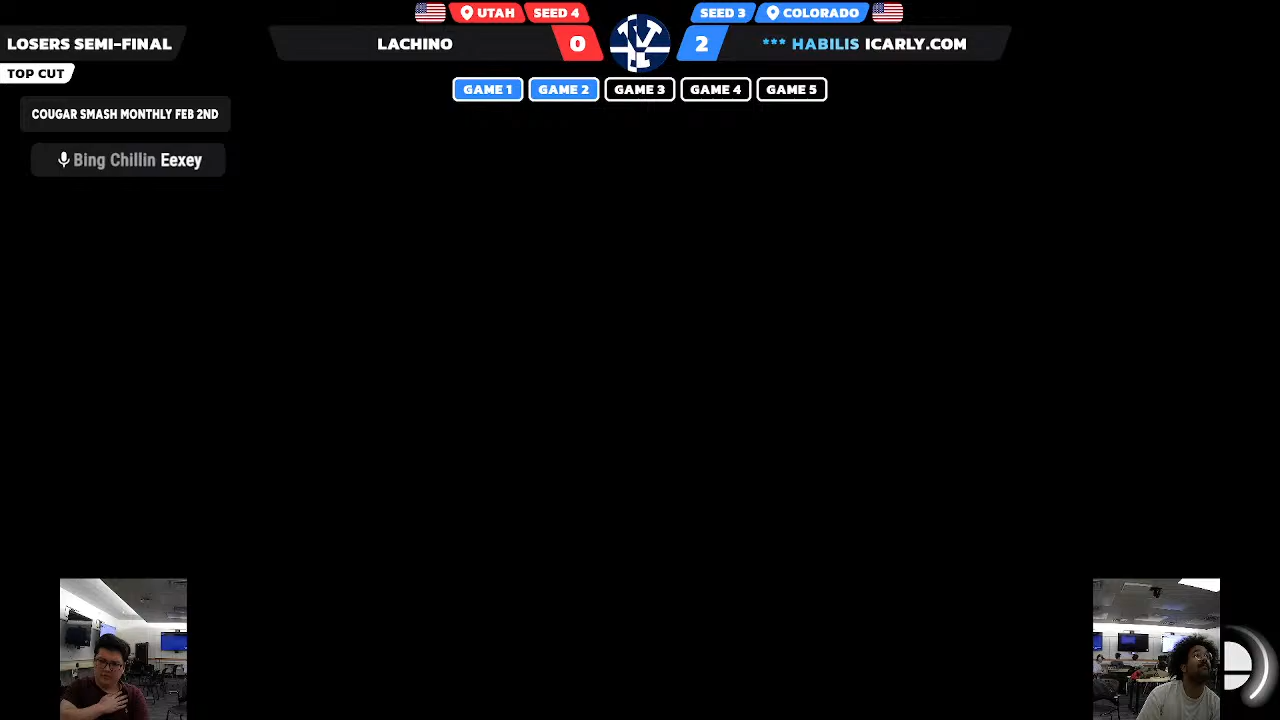 UTAH SEED 4
SEED 3 COLORADO
LOSERS SEMI-FINAL
LACHINO 0
2 *** HABILIS ICARLY.COM
TOP CUT
GAME 1 GAME 2 GAME 3 GAME 4 GAME 5
COUGAR SMASH MONTHLY FEB 2ND
Bing Chillin Eexey